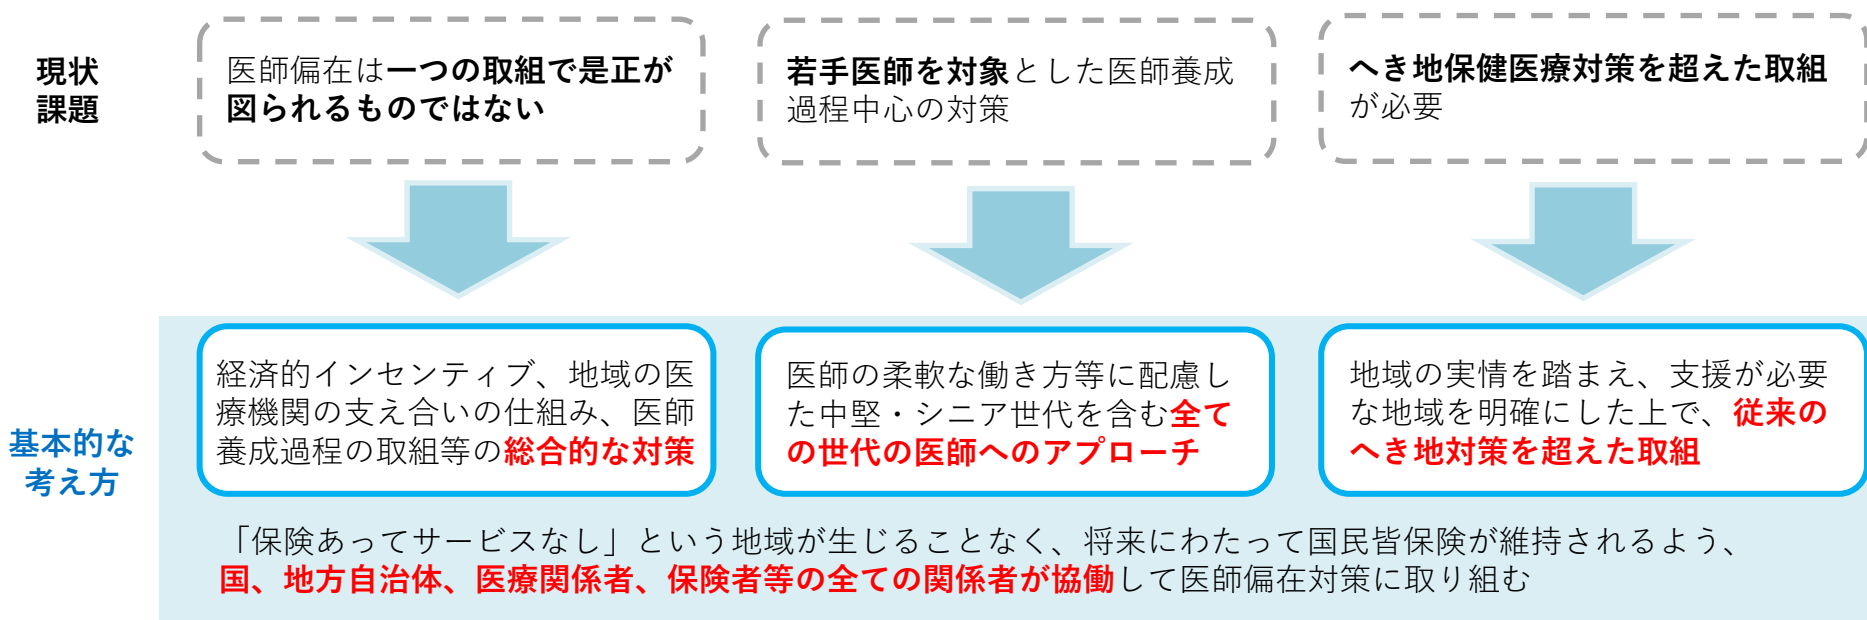 現状
課題
医師偏在は一つの取組で是正が
図られるものではない
若手医師を対象とした医師養成
過程中心の対策
へき地保健医療対策を超えた取組
が必要
基本的な
考え方
経済的インセンティブ、地域の医
療機関の支え合いの仕組み、医師
養成過程の取組等の総合的な対策
医師の柔軟な働き方等に配慮し
た中堅・シニア世代を含む全て
の世代の医師へのアプローチ
地域の実情を踏まえ、支援が必要
な地域を明確にした上で、従来の
へき地対策を超えた取組
「保険あってサービスなし」という地域が生じることなく、将来にわたって国民皆保険が維持されるよう、
国、地方自治体、医療関係者、保険者等の全ての関係者が協働して医師偏在対策に取り組む